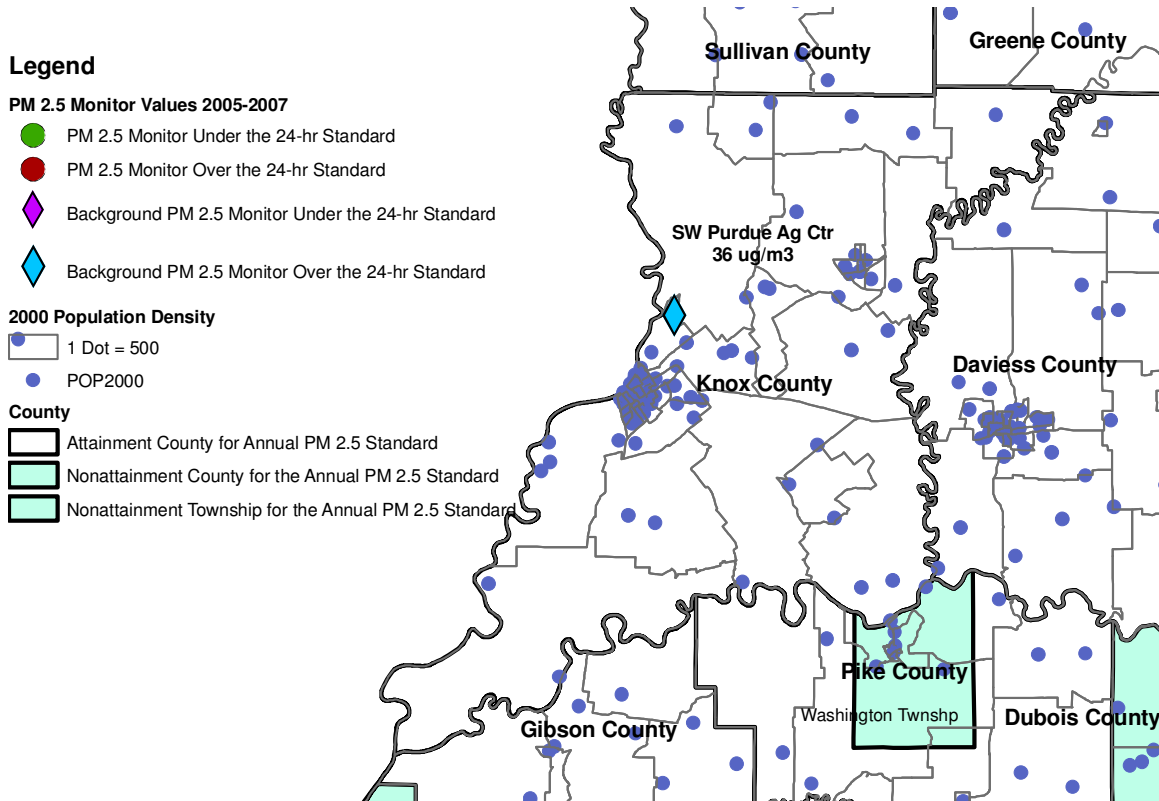 Legend
PM 2.5 Monitor Values 2005-2007
PM 2.5 Monitor Under the 24-hr Standard
PM 2.5 Monitor Over the 24-hr Standard
Background PM 2.5 Monitor Under the 24-hr Standard
Background PM 2.5 Monitor Over the 24-hr Standard
2000 Population Density
1 Dot = 500
POP2000
County
Attainment County for Annual PM 2.5 Standard
Nonattainment County for the Annual PM 2.5 Standard
Nonattainment Township for the Annual PM 2.5 Standard
Sullivan County
Greene County
SW Purdue Ag Ctr
36 ug/m3
Daviess County
Knox County
Pike County
Washington Twnshp
Dubois County
Gibson County